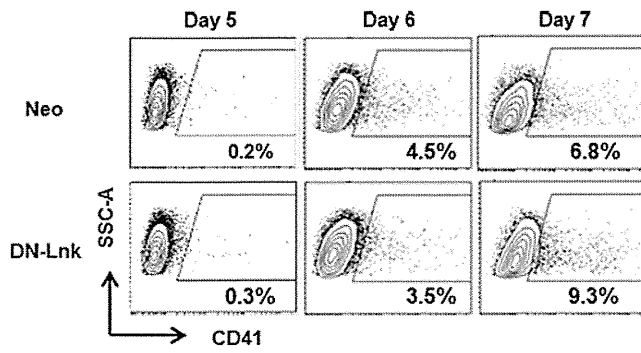 Day 5 Day 6 Day 7
Neo
0.2% 4.5% 6.8%
DN-Lnk
SSC-A
0.3% 3.5% 9.3%
CD41